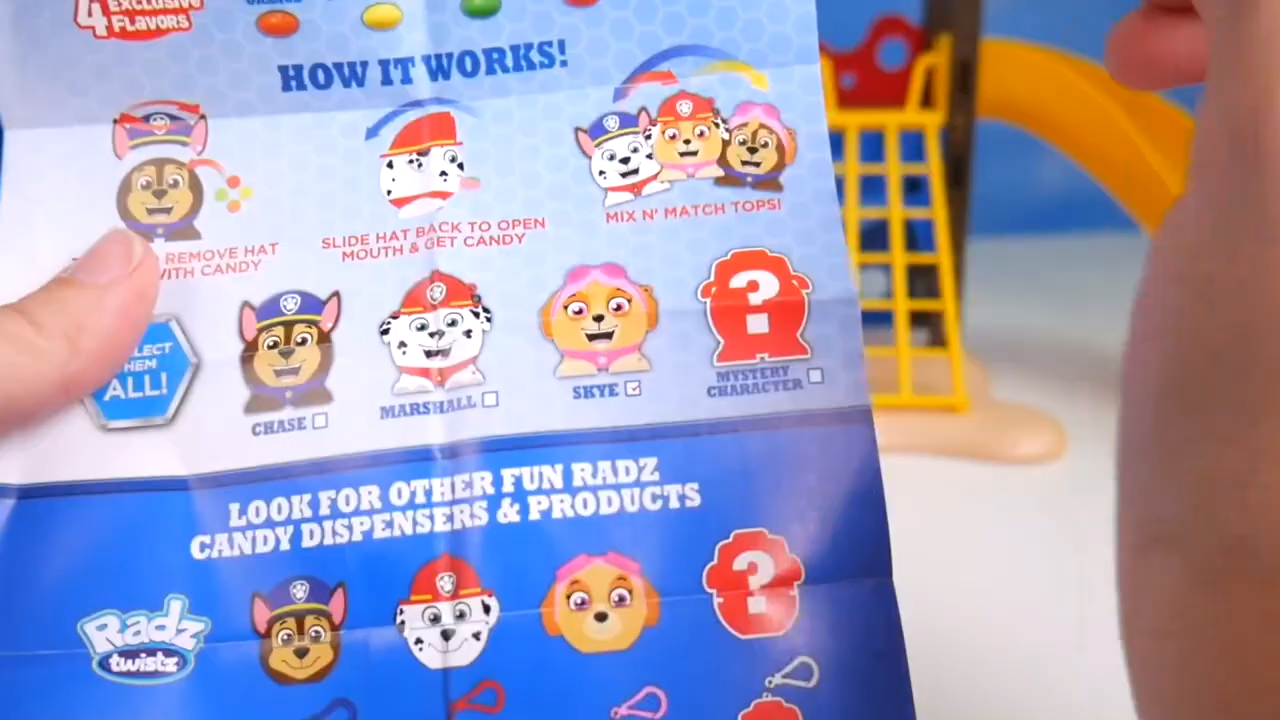 4 EXCLUSIVE
FLAVORS
HOW IT WORKS!
REMOVE HAT
WITH CANDY
SLIDE HAT BACK TO OPEN
MOUTH & GET CANDY
MIX N' MATCH TOPS!
ALL!
CHASE
MARSHALL
SKYE
MYSTERY
CHARACTER
LOOK FOR OTHER FUN RADZ
CANDY DISPENSERS & PRODUCTS
Radz
twistz